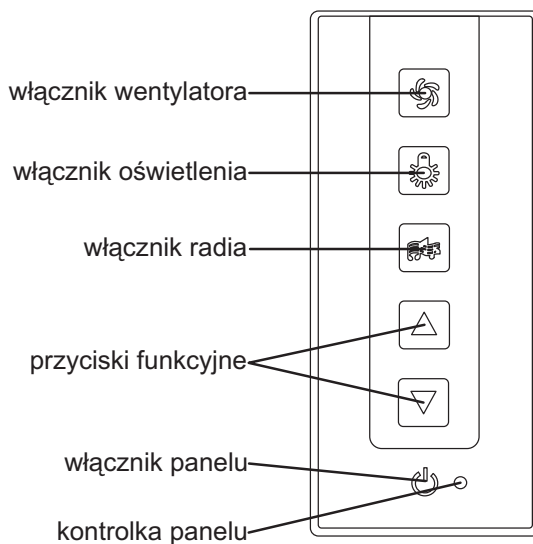 włącznik wentylatora
włącznik oświetlenia
włącznik radia
przyciski funkcyjne
włącznik panelu
kontrolka panelu